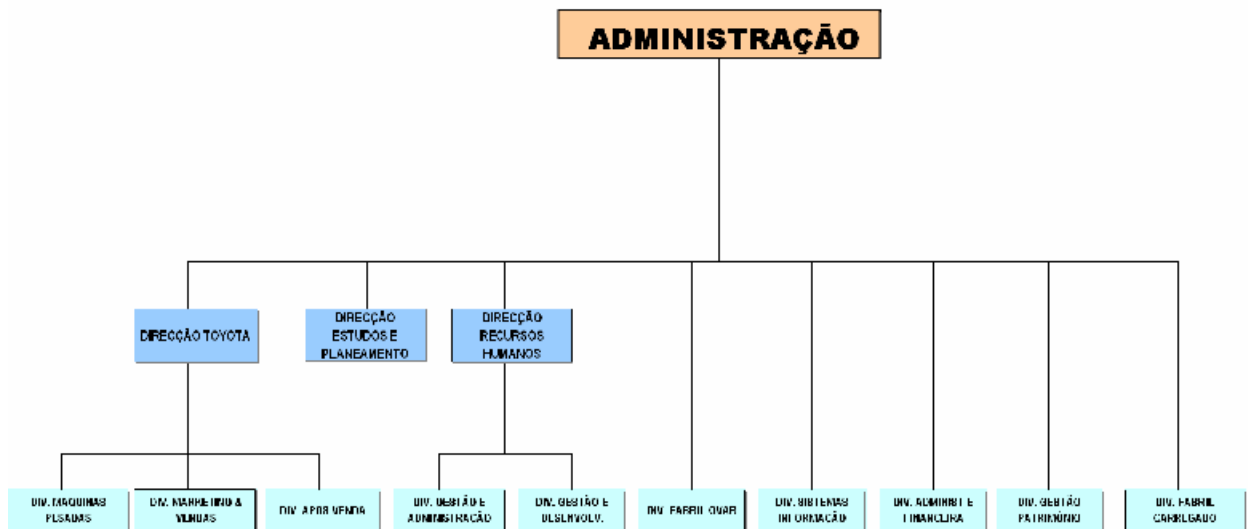 ADMINISTRAÇÃO
DIRECÇÃO TOYOTA
DIRECÇÃO
ESTUDOS E
PLANEAMENTO
DIRECÇÃO
RECURSOS
HUMANOS
DIV. MAQUINAS
PESADAS
DIV. MARKETING &
VENDAS
DIV. APOS VENDA
DIV. GESTÃO E
ADMINISTRAÇÃO
DIV. GESTÃO E
DESENVOLV.
DIV. FABRIL OVAR
DIV. SISTEMAS
INFORMAÇÃO
DIV. ADMINIST E
FINANCEIRA
DIV. GESTÃO
PATRIMÓNIO
DIV. FABRIL
CARREGADO